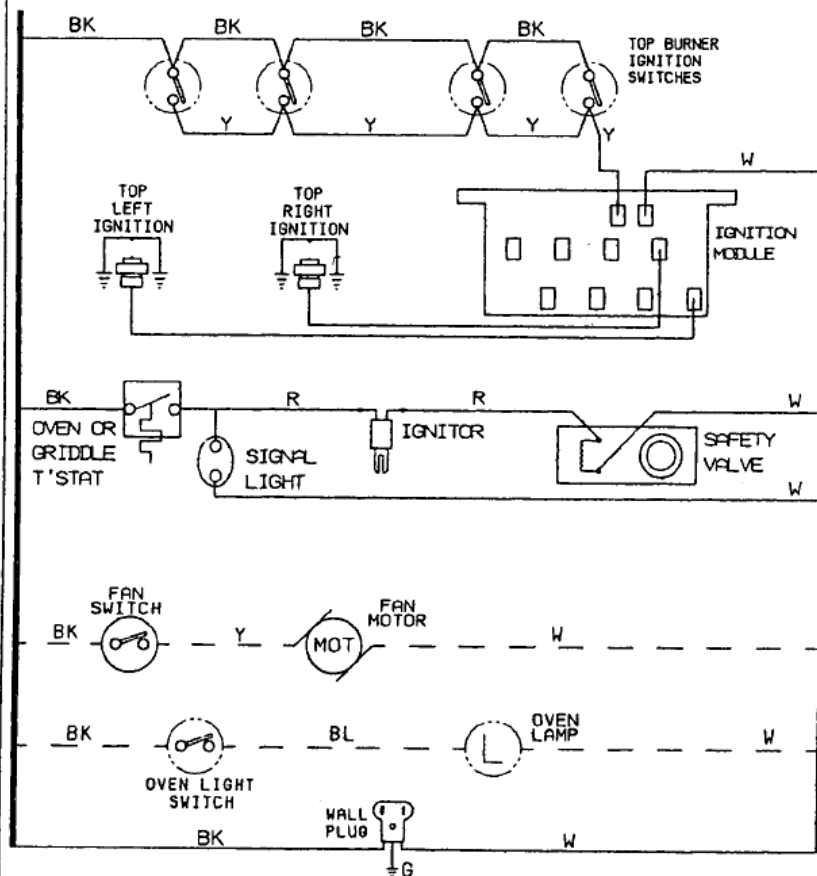 BK BK BK BK
TOP BURNER
IGNITION
SWITCHES
Y Y Y Y
W
TOP
LEFT
IGNITION
TOP
RIGHT
IGNITION
IGNITION
MODULE
BK R R W
OVEN OR
GRIDDLE
T'STAT
SIGNAL
LIGHT
IGNITOR
SAFETY
VALVE
W
FAN
SWITCH
FAN
MOTOR
BK Y MOT W
BK BL L W
OVEN
LAMP
OVEN LIGHT
SWITCH
WALL
PLUG
BK W
G